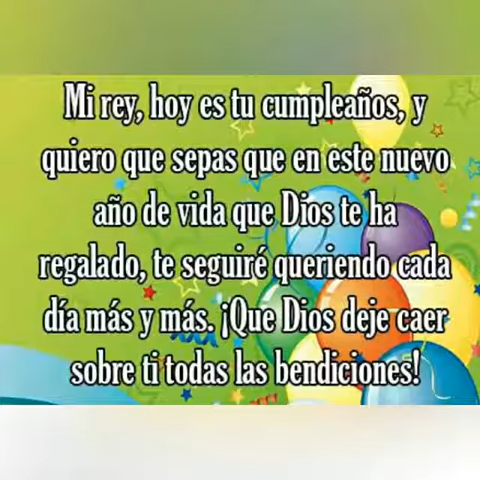 Mi rey, hoy es tu cumpleaños, y
quiero que sepas que en este nuevo
año de vida que Dios te ha
regalado, te seguiré queriendo cada
día más y más. ¡Que Dios deje caer
sobre ti todas las bendiciones!